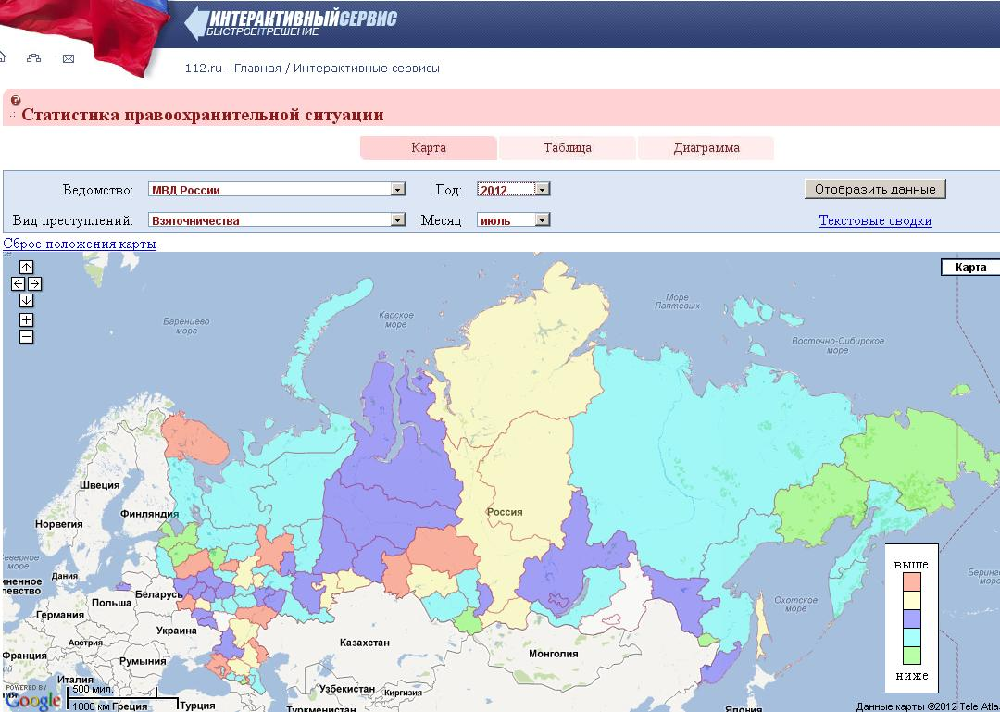 ИНТЕРАКТИВНЫЙСЕРВИС
БЫСТРОЕ!ТРЕШЕНИЕ
112.ru - Главная / Интерактивные сервисы
Статистика правоохранительной ситуации
Карта Таблица Диаграмма
Ведомство: МВД России Год: 2012 Отобразить данные
Вид преступлений: Взяточничества Месяц июль Текстовые сводки
Сброс положения карты
Карта
Море Лаптевых
Карское море
Баренцево море
Восточно-Сибирское море
Швеция
Финляндия
Россия
Норвегия
Северное море
Дания
выше
Беларусь
Польша
Охотское море
Германия
Украина
Австрия
Казахстан
Франция
Монголия
Румыния
ниже
Италия
Узбекистан
Киргизия
POWERED BY
Google
500 мил.
1000 км
Греция
Турция
Туркменистан
Япония
Данные карты ©2012 Tele Atla